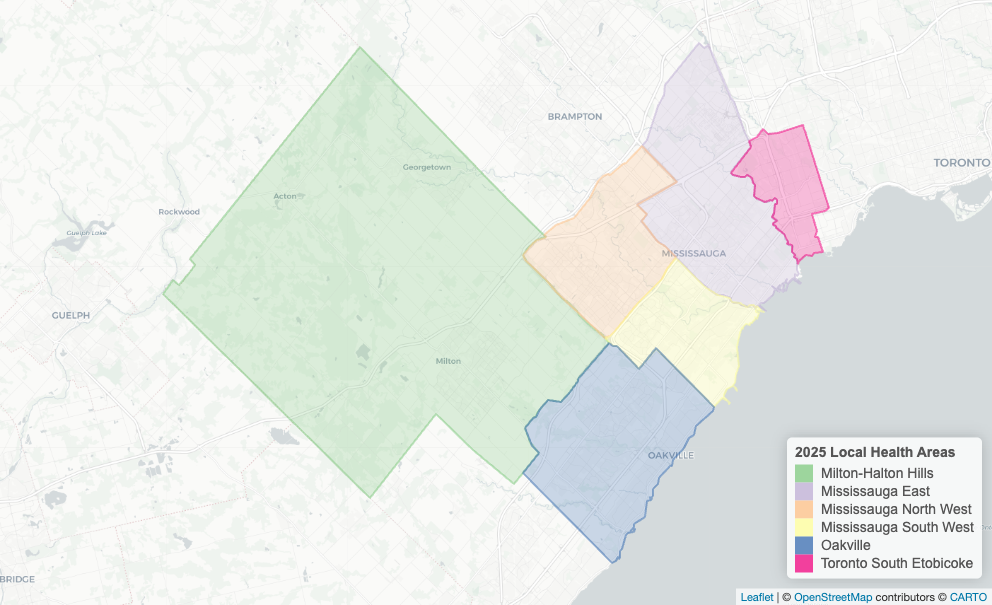 BRAMPTON
TORONTO
Georgetown
Acton
Rockwood
Guelph Lake
MISSISSAUGA
GUELPH
Milton
OAKVILLE
2025 Local Health Areas
Milton-Halton Hills
Mississauga East
Mississauga North West
Mississauga South West
Oakville
Toronto South Etobicoke
BRIDGE
Leaflet | © OpenStreetMap contributors © CARTO